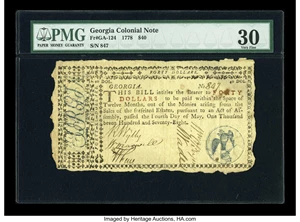 PMG
PAPER MONEY GUARANTY
Georgia Colonial Note
Fr#GA-124 1778 $40
S/N 847
30
Very Fine
FORTY DOLLARS.
GEORGIA. No. 847
THIS BILL intitles the Bearer to FORTY
DOLLARS to be paid within the Space of
Twelve Months, out of the Monies arising from
the Sales of forfeited Estates, pursuant to an Act of As-
sembly, passed the Fourth Day of May, One Thousand
Seven Hundred and Seventy-Eight.
Image by Heritage Auctions, HA.com